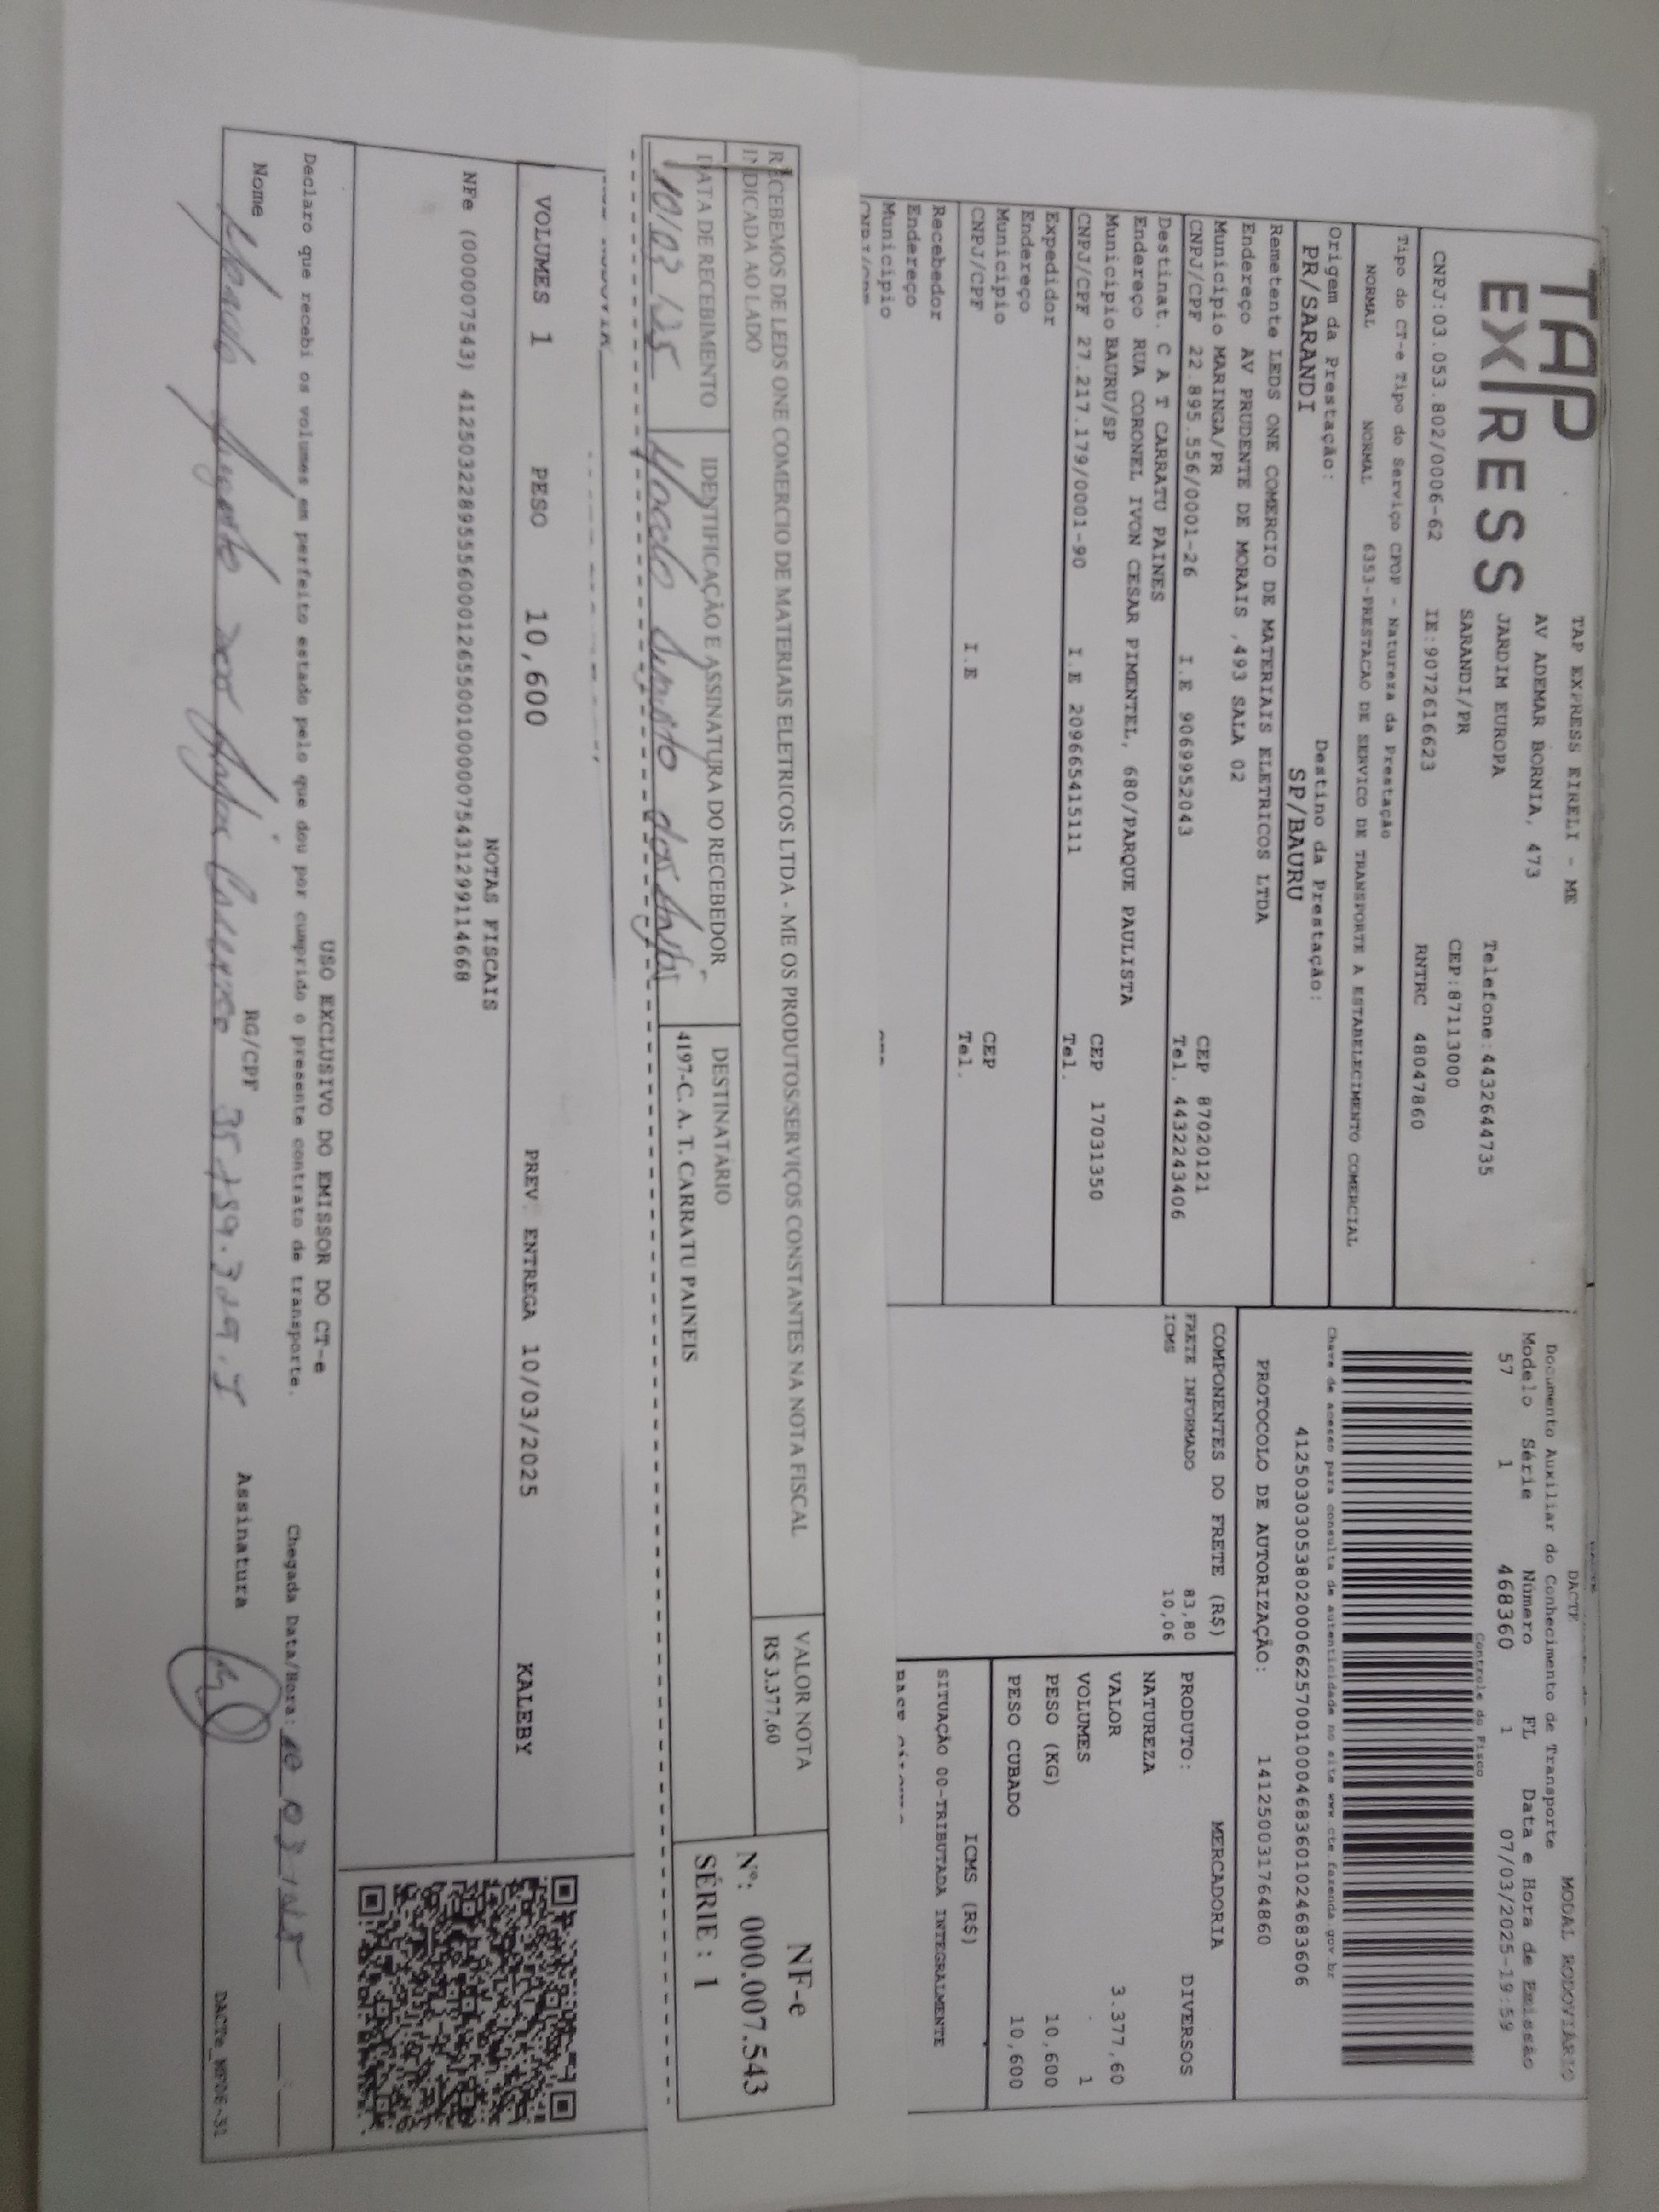 TAP
EXPRESS
TAP EXPRESS EIRELI - ME
AV ADEMAR BORNIA, 473
JARDIM EUROPA
SARANDI/PR
Telefone:4432644735
CEP:87113000
CNPJ:03.053.802/0006-62 IE:9072616623 RNTRC 48047860
Tipo do CT-e Tipo do Serviço CFOP - Natureza da Prestação
NORMAL NORMAL 6353-PRESTACAO DE SERVICO DE TRANSPORTE A ESTABELECIMENTO COMERCIAL
Origem da Prestação: Destino da Prestação:
PR/SARANDI SP/BAURU
DACTE MODAL RODOVIARIO
Documento Auxiliar do Conhecimento de Transporte
Modelo Série Número FL Data e Hora de Emissão
57 1 468360 1 07/03/2025-19:59
Controle do Fisco
Chave de acesso para consulta de autenticidade no site www.cte.fazenda.gov.br
41250303053802000662570010004683601024683606
PROTOCOLO DE AUTORIZAÇÃO: 141250031764860
Remetente LEDS ONE COMERCIO DE MATERIAIS ELETRICOS LTDA
Endereço AV PRUDENTE DE MORAIS ,493 SALA 02
Municipio MARINGA/PR CEP 87020121
CNPJ/CPF 22.895.556/0001-26 I.E 9069952043 Tel. 4432243406
Destinat. C A T CARRATU PAINES
Endereço RUA CORONEL IVON CESAR PIMENTEL, 680/PARQUE PAULISTA
Municipio BAURU/SP CEP 17031350
CNPJ/CPF 27.217.179/0001-90 I.E 209665415111 Tel.
Expedidor
Endereço
Municipio CEP
CNPJ/CPF I.E Tel.
Recebedor
Endereço
Municipio
CNPJ/CPF
COMPONENTES DO FRETE (R$)
FRETE INFORMADO 83,80
ICMS 10,06
MERCADORIA
PRODUTO: DIVERSOS
NATUREZA
VALOR 3.377,60
VOLUMES 1
PESO (KG) 10,600
PESO CUBADO 10,600
ICMS (R$)
SITUAÇÃO 00-TRIBUTADA INTEGRALMENTE
RECEBEMOS DE LEDS ONE COMERCIO DE MATERIAIS ELETRICOS LTDA - ME OS PRODUTOS/SERVIÇOS CONSTANTES NA NOTA FISCAL
INDICADA AO LADO
VALOR NOTA
R$ 3.377,60
NF-e
Nº: 000.007.543
SÉRIE : 1
DATA DE RECEBIMENTO IDENTIFICAÇÃO E ASSINATURA DO RECEBEDOR DESTINATÁRIO
10/03/25 dos Anjos 4197-C. A. T. CARRATU PAINEIS
VOLUMES 1 PESO 10,600 PREV. ENTREGA 10/03/2025 KALEBY
NOTAS FISCAIS
NFe (000007543) 41250322895556000126550010000075431299114668
USO EXCLUSIVO DO EMISSOR DO CT-e
Declaro que recebi os volumes em perfeito estado pelo que dou por cumprido o presente contrato de transporte. Chegada Data/Hora:
Nome RG/CPF Assinatura
DACTe_MP06-31